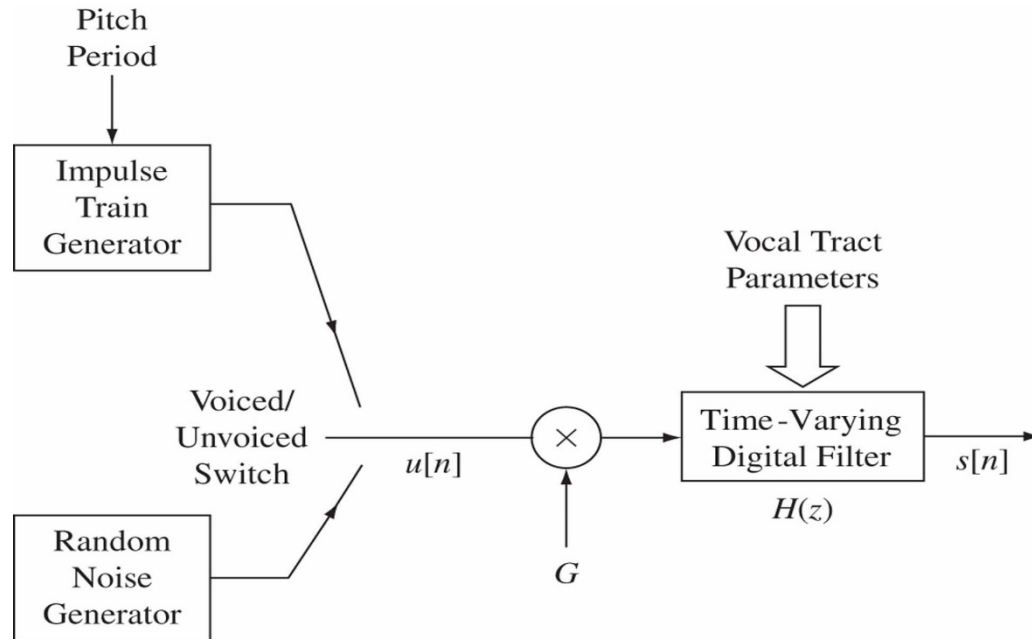 Pitch
Period
Impulse
Train
Generator
Vocal Tract
Parameters
Voiced/
Unvoiced
Switch
u[n]
×
Time-Varying
Digital Filter
s[n]
H(z)
G
Random
Noise
Generator